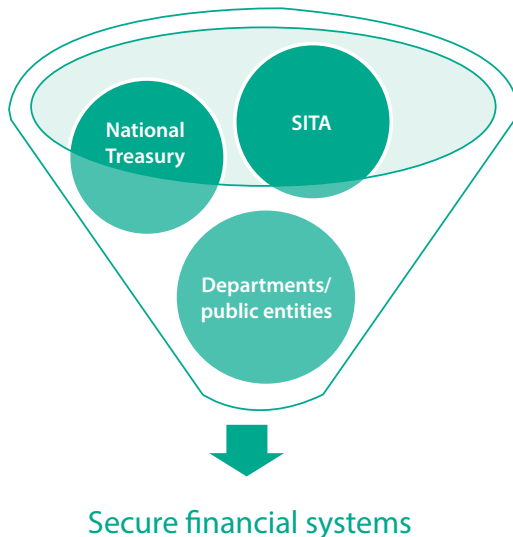 National
Treasury
SITA
Departments/
public entities
Secure financial systems